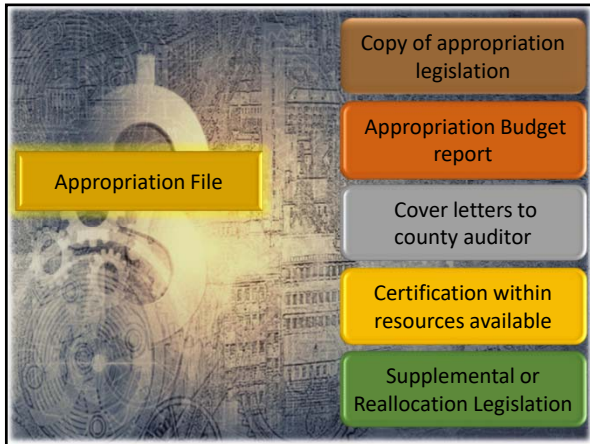 Appropriation File
Copy of appropriation
legislation
Appropriation Budget
report
Cover letters to
county auditor
Certification within
resources available
Supplemental or
Reallocation Legislation